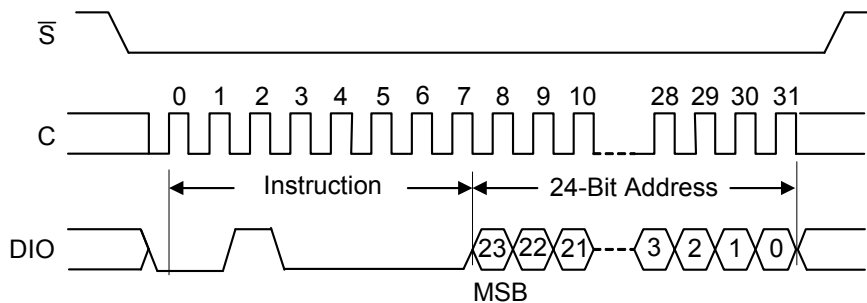 S
0 1 2 3 4 5 6 7 8 9 10 28 29 30 31
C
Instruction 24-Bit Address
DIO 23 22 21 3 2 1 0
MSB